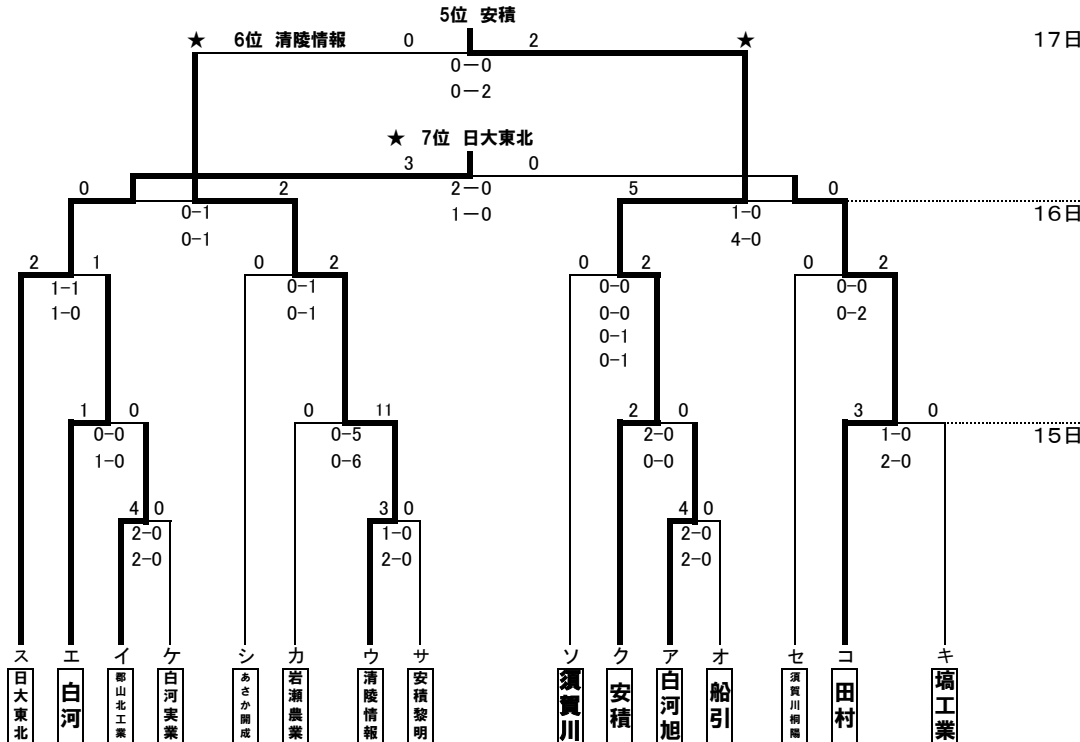 5位 安積
★ 6位 清陵情報 0 2 ★ 17日
0－0
0－2
★ 7位 日大東北
3 0
0 2 2－0 5 0
0-1 1－0 1-0 16日
0-1 4-0
2 1 0 2 0 2 0 2
1-1 0-1 0-0 0-0
1-0 0-1 0-0 0-2
0-1
0-1
1 0 0 11 2 0 3 0
0-0 0-5 2-0 1-0 15日
1-0 0-6 0-0 2-0
4 0 3 0 4 0
2-0 1-0 2-0
2-0 2-0 2-0
ス エ イ ケ シ カ ウ サ ソ ク ア オ セ コ キ
日大東北 白河 郡山北工業 白河実業 あさか開成 岩瀬農業 清陵情報 安積黎明 須賀川 安積 白河旭 船引 須賀川桐陽 田村 塙工業